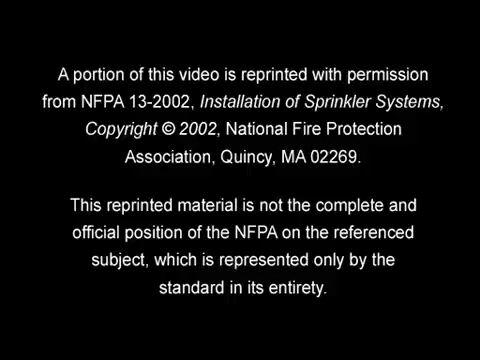 A portion of this video is reprinted with permission
from NFPA 13-2002, Installation of Sprinkler Systems,
Copyright © 2002, National Fire Protection
Association, Quincy, MA 02269.
This reprinted material is not the complete and
official position of the NFPA on the referenced
subject, which is represented only by the
standard in its entirety.